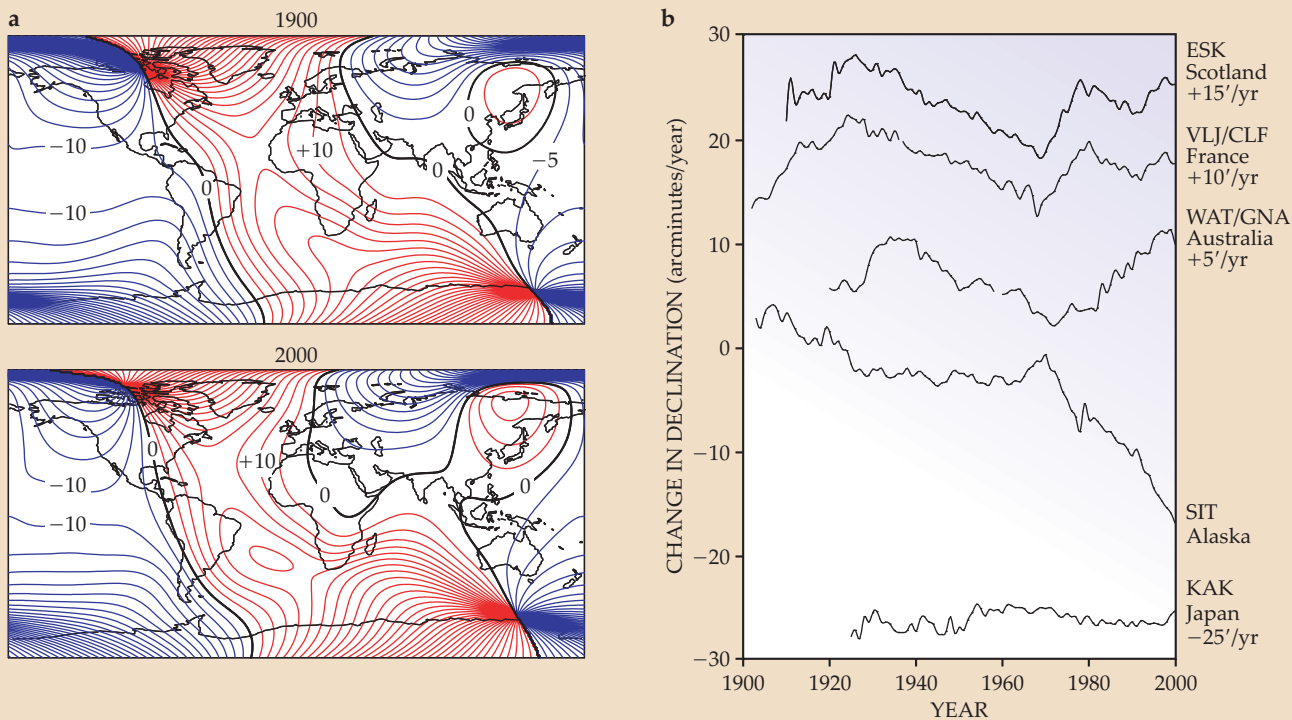 a
1900
0
−10
+10
0
−5
0
0
−10
2000
0
−10
+10
0
0
−10
b
CHANGE IN DECLINATION (arcminutes/year)
30
20
10
0
−10
−20
−30
1900 1920 1940 1960 1980 2000
YEAR
ESK
Scotland
+15′/yr
VLJ/CLF
France
+10′/yr
WAT/GNA
Australia
+5′/yr
SIT
Alaska
KAK
Japan
−25′/yr